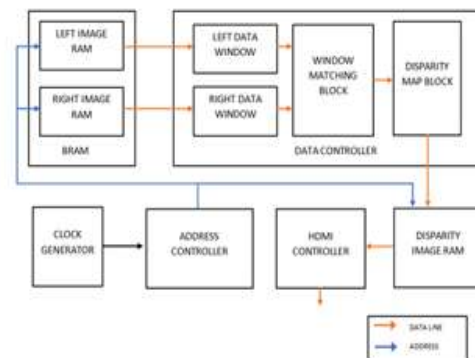 LEFT IMAGE
RAM
LEFT DATA
WINDOW
WINDOW
MATCHING
BLOCK
DISPARITY
MAP BLOCK
RIGHT IMAGE
RAM
RIGHT DATA
WINDOW
BRAM
DATA CONTROLLER
CLOCK
GENERATOR
ADDRESS
CONTROLLER
HDMI
CONTROLLER
DISPARITY
IMAGE RAM
DATA LINE
ADDRESS